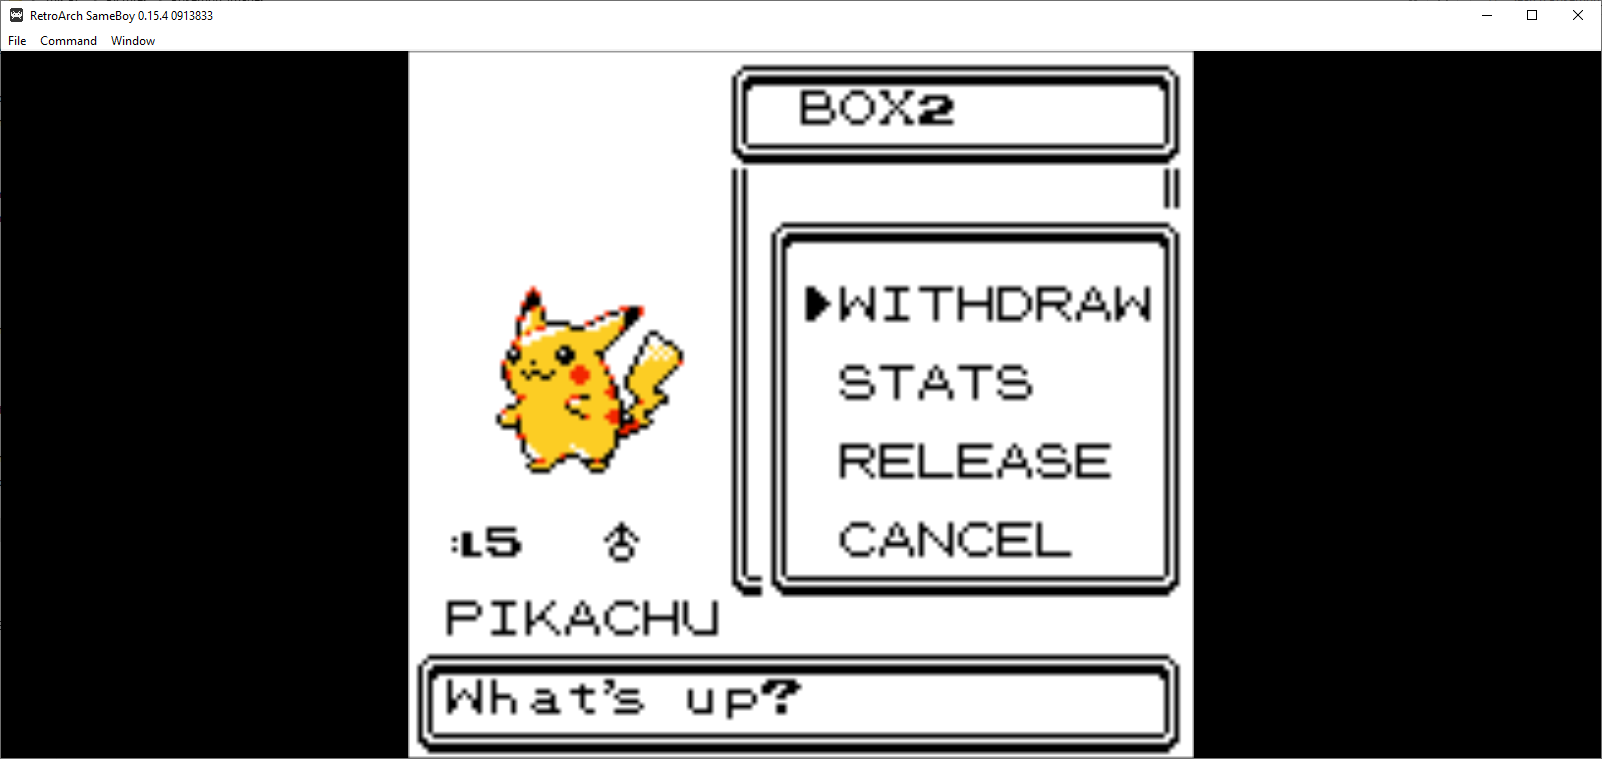 RetroArch SameBoy 0.15.4 0913833
File Command Window
BOX2
WITHDRAW
STATS
RELEASE
CANCEL
:L5 ♂
PIKACHU
What's up?